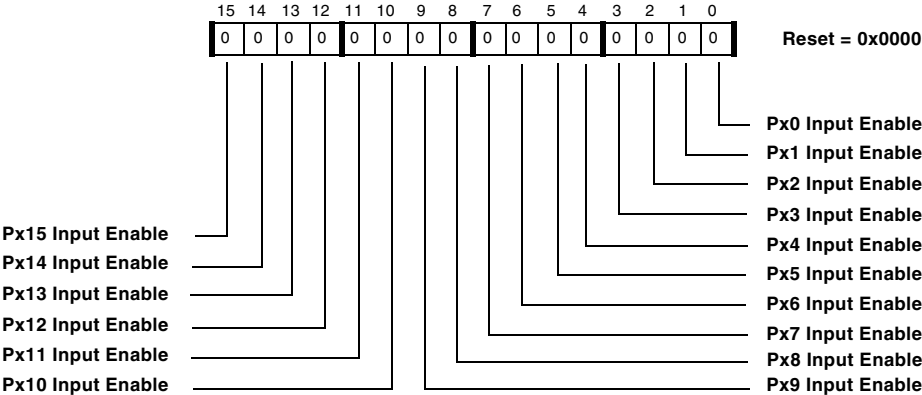 15 14 13 12 11 10 9 8 7 6 5 4 3 2 1 0
0 0 0 0 0 0 0 0 0 0 0 0 0 0 0 0
Reset = 0x0000
Px0 Input Enable
Px1 Input Enable
Px2 Input Enable
Px3 Input Enable
Px4 Input Enable
Px5 Input Enable
Px6 Input Enable
Px7 Input Enable
Px8 Input Enable
Px9 Input Enable
Px15 Input Enable
Px14 Input Enable
Px13 Input Enable
Px12 Input Enable
Px11 Input Enable
Px10 Input Enable